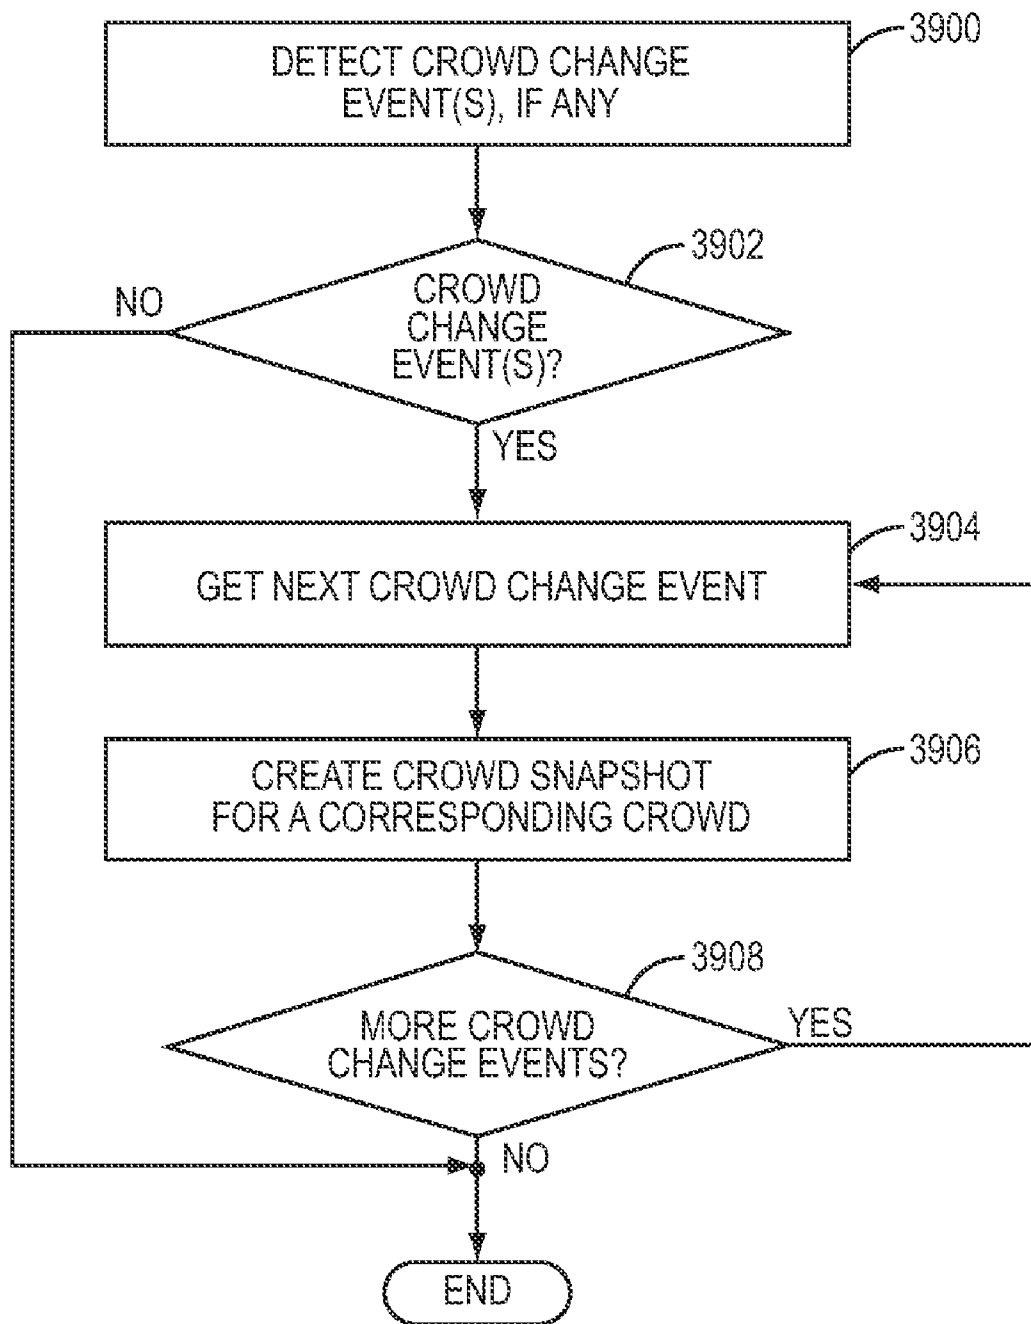 3900
DETECT CROWD CHANGE
EVENT(S), IF ANY
3902
NO
CROWD
CHANGE
EVENT(S)?
YES
3904
GET NEXT CROWD CHANGE EVENT
3906
CREATE CROWD SNAPSHOT
FOR A CORRESPONDING CROWD
3908
MORE CROWD
CHANGE EVENTS?
YES
NO
END